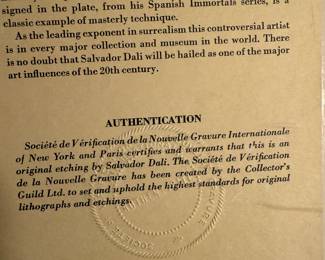 signed in the plate, from his Spanish Immortals series, is a
classic example of masterly technique.
As the leading exponent in surrealism this controversial artist
is in every major collection and museum in the world. There
is no doubt that Salvador Dali will be hailed as one of the major
art influences of the 20th century.
AUTHENTICATION
Société de Vérification de la Nouvelle Gravure Internationale
of New York and Paris certifies and warrants that this is an
original etching by Salvador Dali. The Société de Vérification
de la Nouvelle Gravure has been created by the Collector's
Guild Ltd. to set and uphold the highest standards for original
lithographs and etchings.